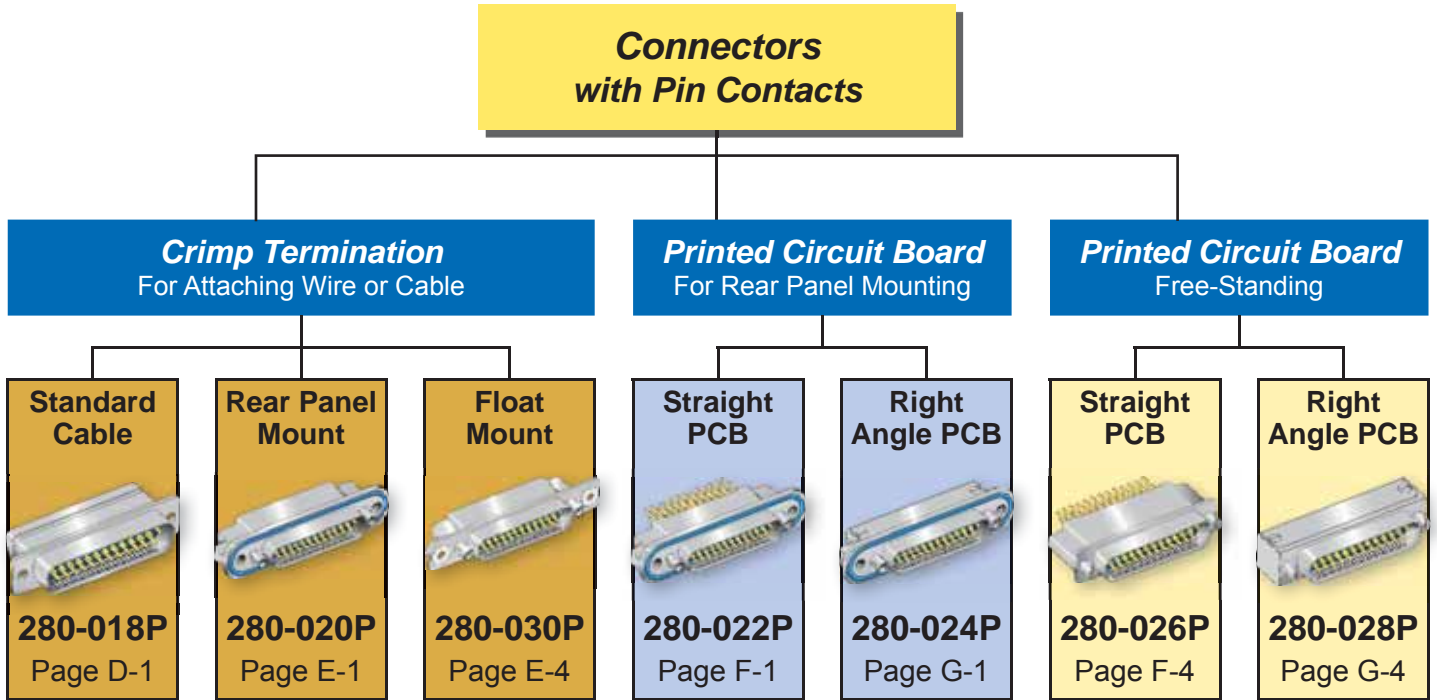 Connectors
with Pin Contacts
Crimp Termination
For Attaching Wire or Cable
Printed Circuit Board
For Rear Panel Mounting
Printed Circuit Board
Free-Standing
Standard
Cable
280-018P
Page D-1
Rear Panel
Mount
280-020P
Page E-1
Float
Mount
280-030P
Page E-4
Straight
PCB
280-022P
Page F-1
Right
Angle PCB
280-024P
Page G-1
Straight
PCB
280-026P
Page F-4
Right
Angle PCB
280-028P
Page G-4